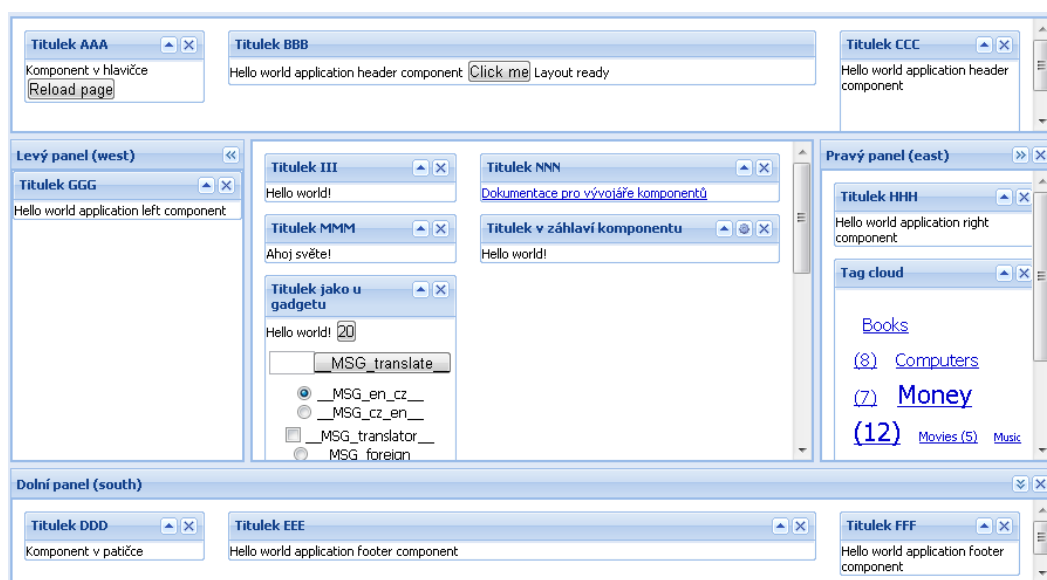 Titulek AAA
Komponent v hlavičce
Reload page
Titulek BBB
Hello world application header component Click me Layout ready
Titulek CCC
Hello world application header
component
Levý panel (west)
Titulek GGG
Hello world application left component
Titulek III
Hello world!
Titulek MMM
Ahoj světe!
Titulek jako u
gadgetu
Hello world! 20
__MSG_translate__
__MSG_en_cz__
__MSG_cz_en__
__MSG_translator__
MSG_foreign
Titulek NNN
Dokumentace pro vývojáře komponentů
Titulek v záhlaví komponentu
Hello world!
Pravý panel (east)
Titulek HHH
Hello world application right
component
Tag cloud
Books
(8) Computers
(7) Money
(12) Movies (5) Music
Dolní panel (south)
Titulek DDD
Komponent v patičce
Titulek EEE
Hello world application footer component
Titulek FFF
Hello world application footer
component